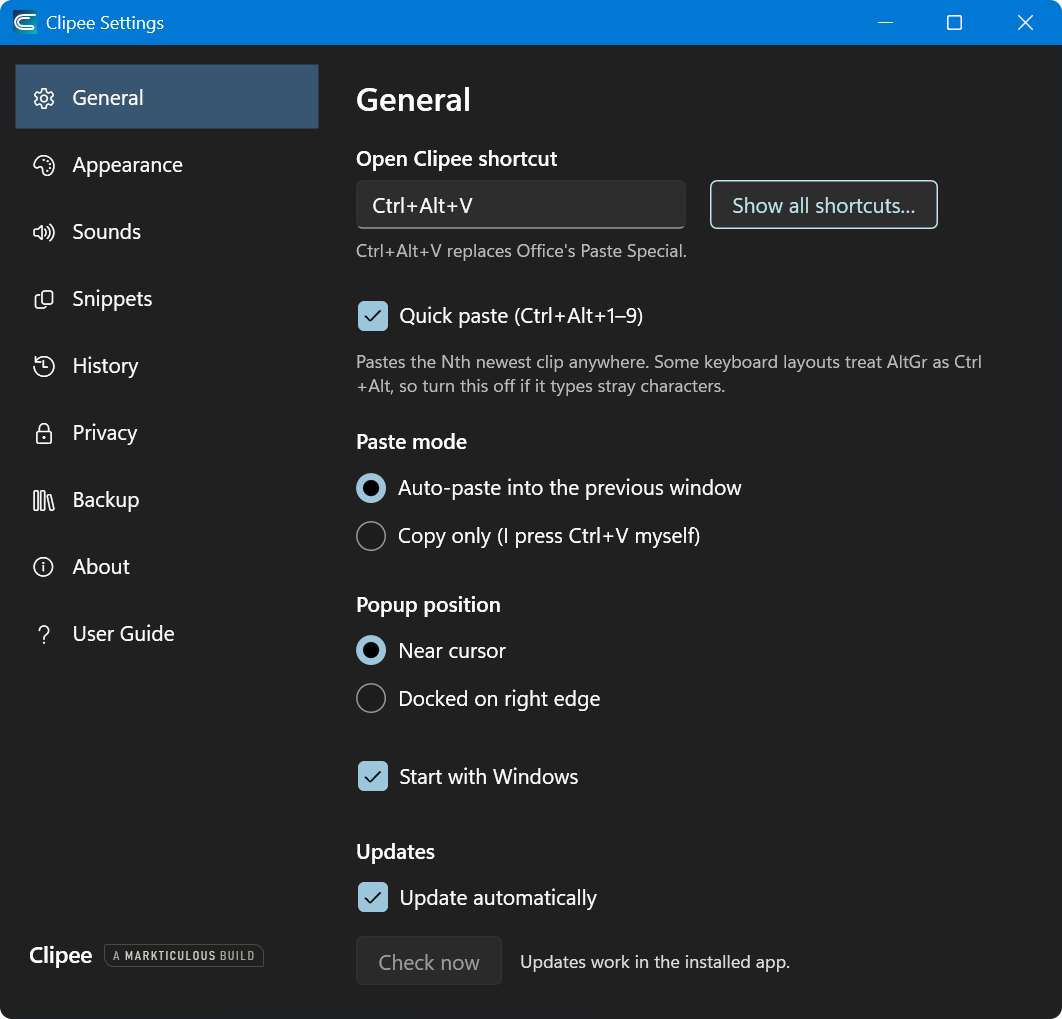 Clipee Settings
General
Appearance
Sounds
Snippets
History
Privacy
Backup
About
? User Guide
Clipee
A MARKTICULOUS BUILD
General
Open Clipee shortcut
Ctrl+Alt+V
Show all shortcuts...
Ctrl+Alt+V replaces Office's Paste Special.
Quick paste (Ctrl+Alt+1–9)
Pastes the Nth newest clip anywhere. Some keyboard layouts treat AltGr as Ctrl
+Alt, so turn this off if it types stray characters.
Paste mode
Auto-paste into the previous window
Copy only (I press Ctrl+V myself)
Popup position
Near cursor
Docked on right edge
Start with Windows
Updates
Update automatically
Check now
Updates work in the installed app.